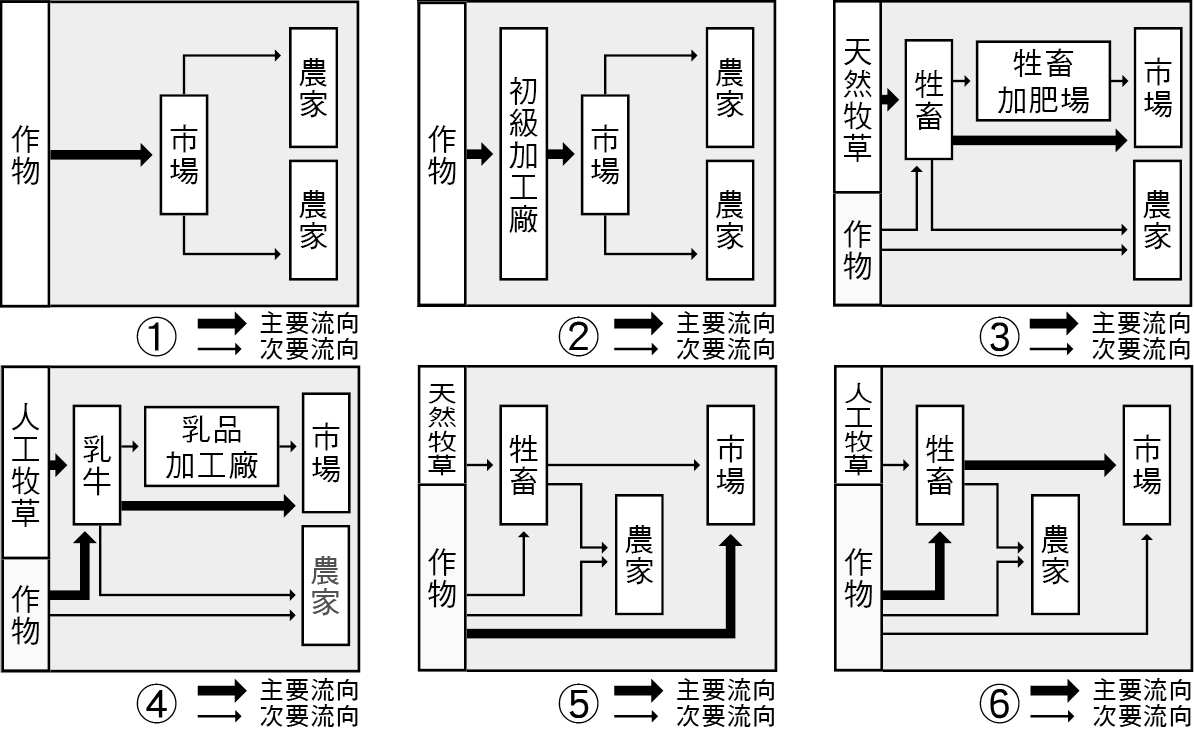 作物
市場
農家
農家
① 主要流向
次要流向
作物
初級加工廠
市場
農家
農家
② 主要流向
次要流向
天然牧草
作物
牲畜
牲畜
加肥場
市場
農家
③ 主要流向
次要流向
人工牧草
作物
乳牛
乳品
加工廠
市場
農家
④ 主要流向
次要流向
天然牧草
作物
牲畜
農家
市場
⑤ 主要流向
次要流向
人工牧草
作物
牲畜
農家
市場
⑥ 主要流向
次要流向